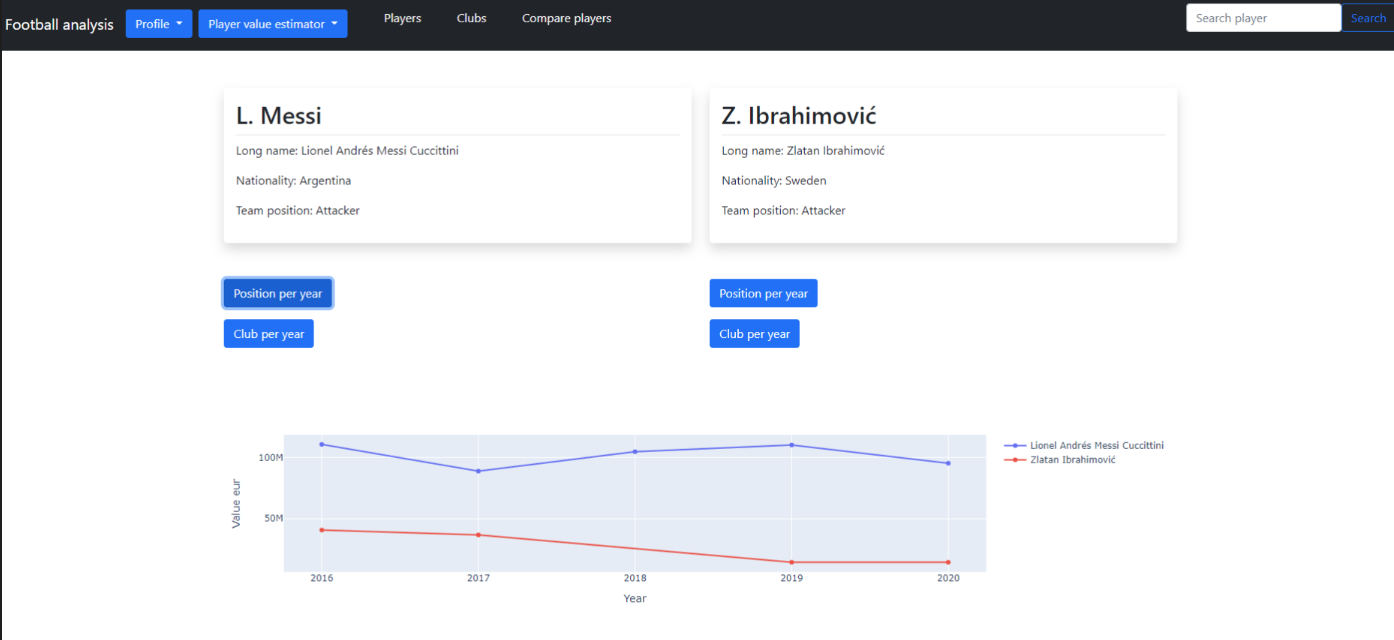 Football analysis Profile Player value estimator Players Clubs Compare players Search player Search
L. Messi
Long name: Lionel Andrés Messi Cuccittini
Nationality: Argentina
Team position: Attacker
Z. Ibrahimović
Long name: Zlatan Ibrahimović
Nationality: Sweden
Team position: Attacker
Position per year
Club per year
Position per year
Club per year
100M
50M
Value eur
2016 2017 2018 2019 2020
Year
Lionel Andrés Messi Cuccittini
Zlatan Ibrahimović